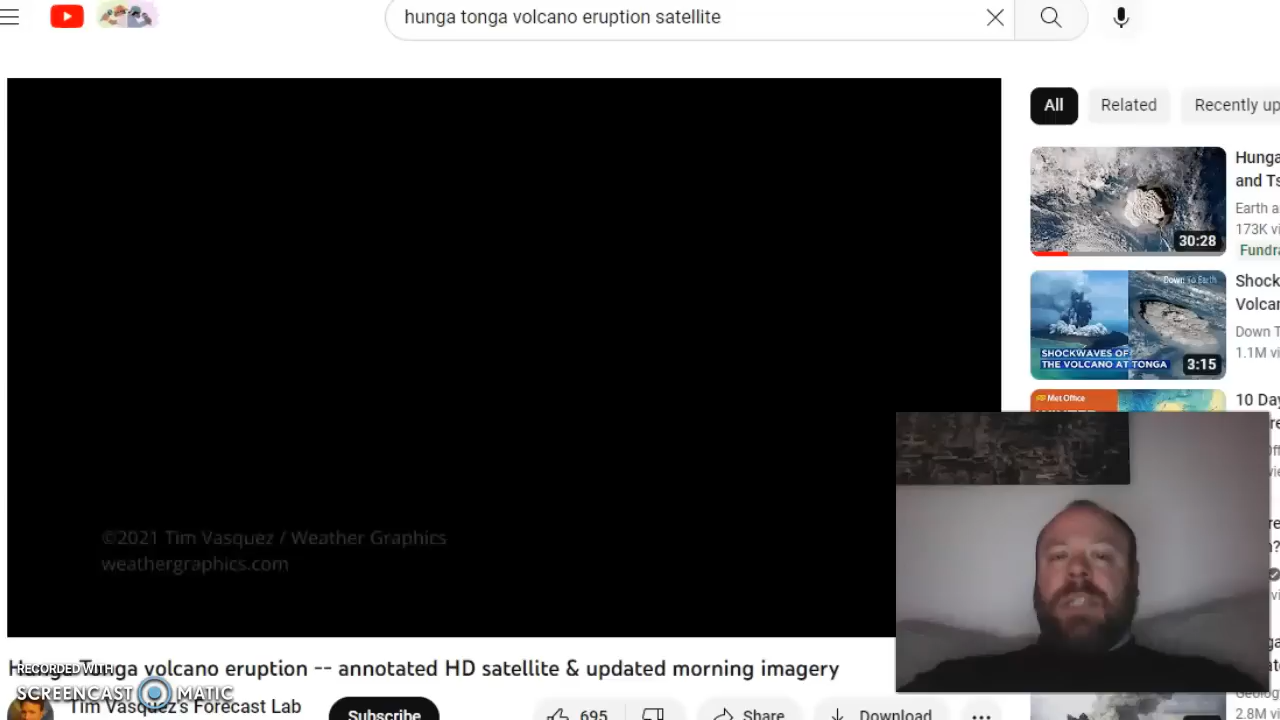 hunga tonga volcano eruption satellite
All
Related
Recently up
30:28
Hunga
and Ts
Earth a
173K vi
Fundra
Down To Earth
SHOCKWAVES OF
THE VOLCANO AT TONGA
3:15
Shock
Volcan
Down T
1.1M vi
Met Office
10 Day
©2021 Tim Vasquez / Weather Graphics
weathergraphics.com
Hunga Tonga volcano eruption -- annotated HD satellite & updated morning imagery
RECORDED WITH
SCREENCAST MATIC
Tim Vasquez's Forecast Lab
Subscribe
695
Share
Download
2.8M vi